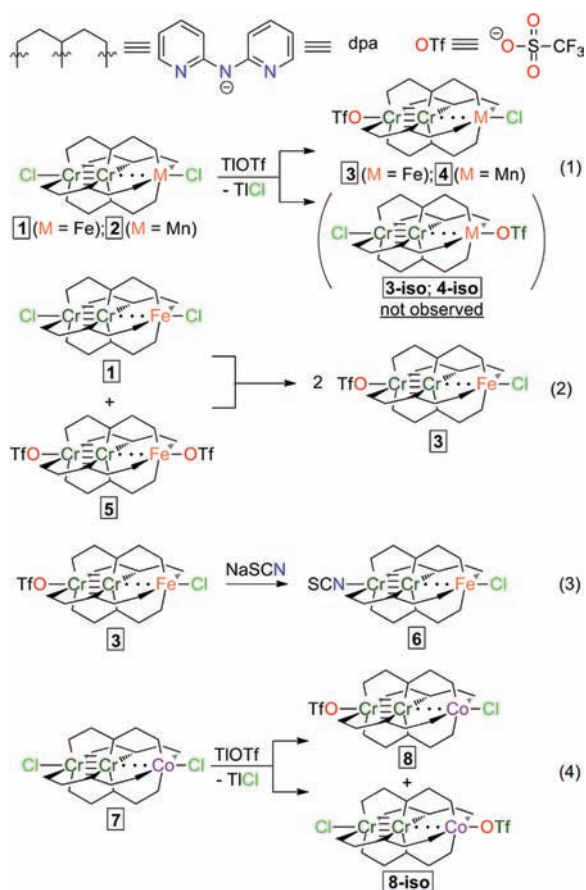 ≡ N N N ≡ dpa OTf ≡ ⊖O S CF3
O
O
⊖
TfO Cr≣Cr····M Cl
3 (M = Fe); 4 (M = Mn)
Cl Cr≣Cr····M Cl
TlOTf
- TlCl
(1)
1 (M = Fe); 2 (M = Mn)
Cl Cr≣Cr····M OTf
3-iso; 4-iso
not observed
Cl Cr≣Cr····Fe Cl
1
+
2 TfO Cr≣Cr····Fe Cl (2)
3
TfO Cr≣Cr····Fe OTf
5
TfO Cr≣Cr····Fe Cl NaSCN SCN Cr≣Cr····Fe Cl (3)
3 6
TfO Cr≣Cr····Co Cl
8
Cl Cr≣Cr····Co Cl
7
TlOTf
- TlCl
+
(4)
Cl Cr≣Cr····Co OTf
8-iso